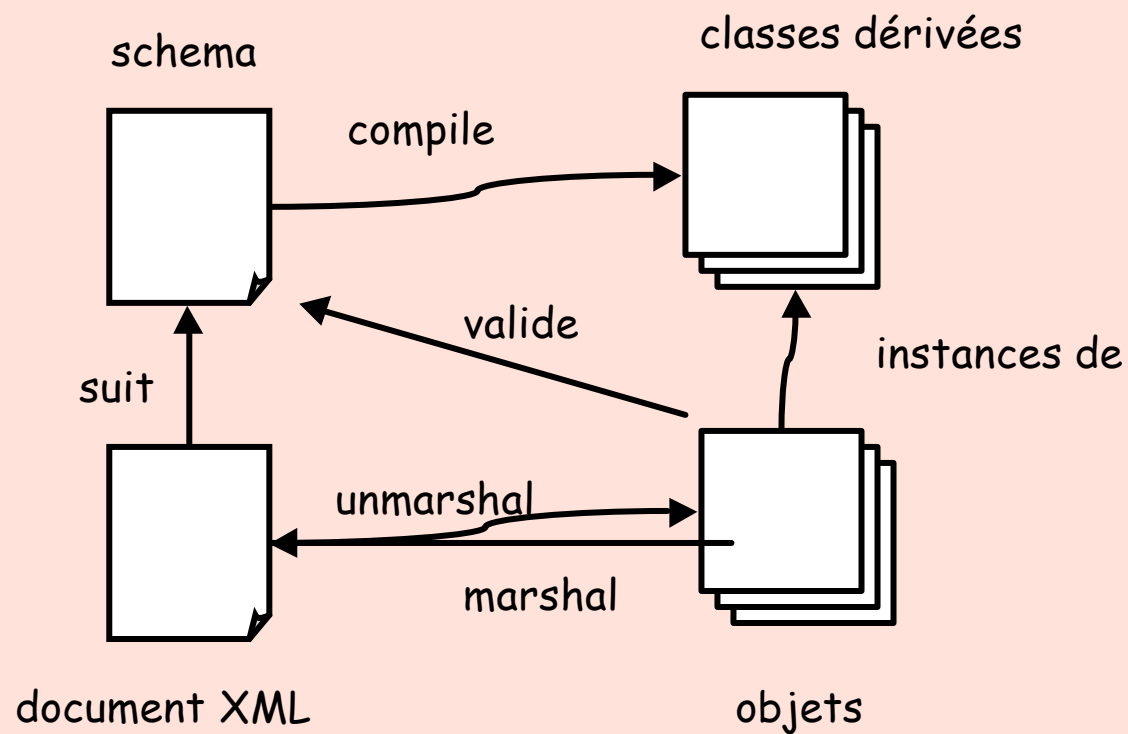 schema
classes dérivées
compile
valide
instances de
suit
unmarshal
marshal
document XML
objets